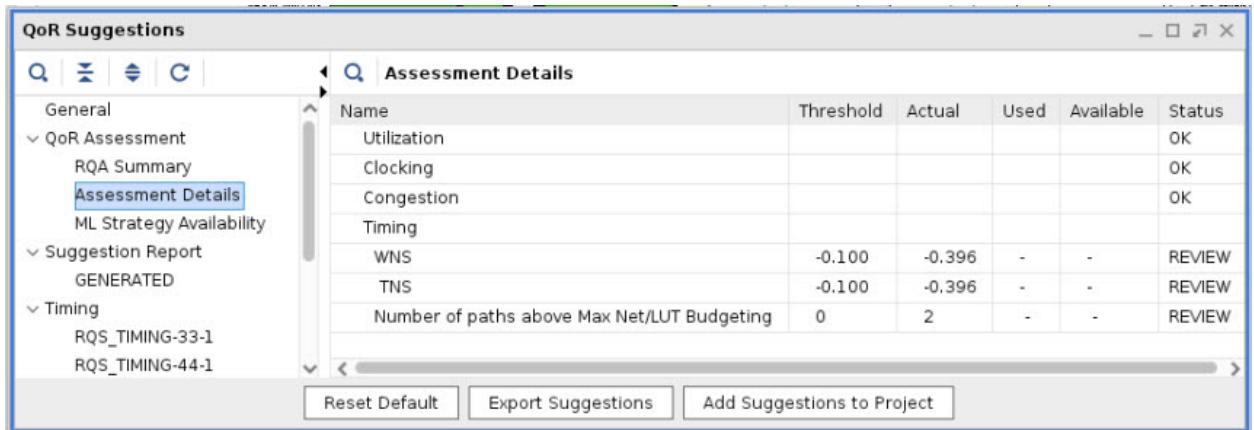 QoR Suggestions
Assessment Details
General
QoR Assessment
RQA Summary
Assessment Details
ML Strategy Availability
Suggestion Report
GENERATED
Timing
RQS_TIMING-33-1
RQS_TIMING-44-1
Name Threshold Actual Used Available Status
Utilization OK
Clocking OK
Congestion OK
Timing
WNS -0.100 -0.396 - - REVIEW
TNS -0.100 -0.396 - - REVIEW
Number of paths above Max Net/LUT Budgeting 0 2 - - REVIEW
Reset Default Export Suggestions Add Suggestions to Project